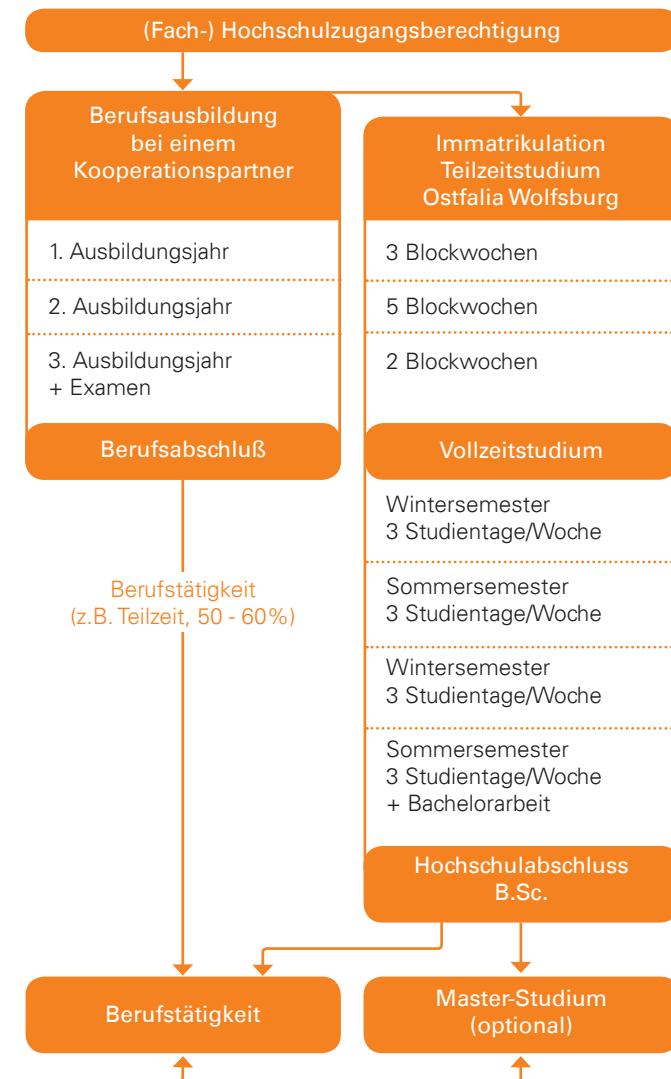 (Fach-) Hochschulzugangsberechtigung
Berufsausbildung
bei einem
Kooperationspartner
1. Ausbildungsjahr
2. Ausbildungsjahr
3. Ausbildungsjahr
+ Examen
Berufsabschluß
Berufstätigkeit
(z.B. Teilzeit, 50 - 60%)
Immatrikulation
Teilzeitstudium
Ostfalia Wolfsburg
3 Blockwochen
5 Blockwochen
2 Blockwochen
Vollzeitstudium
Wintersemester
3 Studientage/Woche
Sommersemester
3 Studientage/Woche
Wintersemester
3 Studientage/Woche
Sommersemester
3 Studientage/Woche
+ Bachelorarbeit
Hochschulabschluss
B.Sc.
Berufstätigkeit
Master-Studium
(optional)